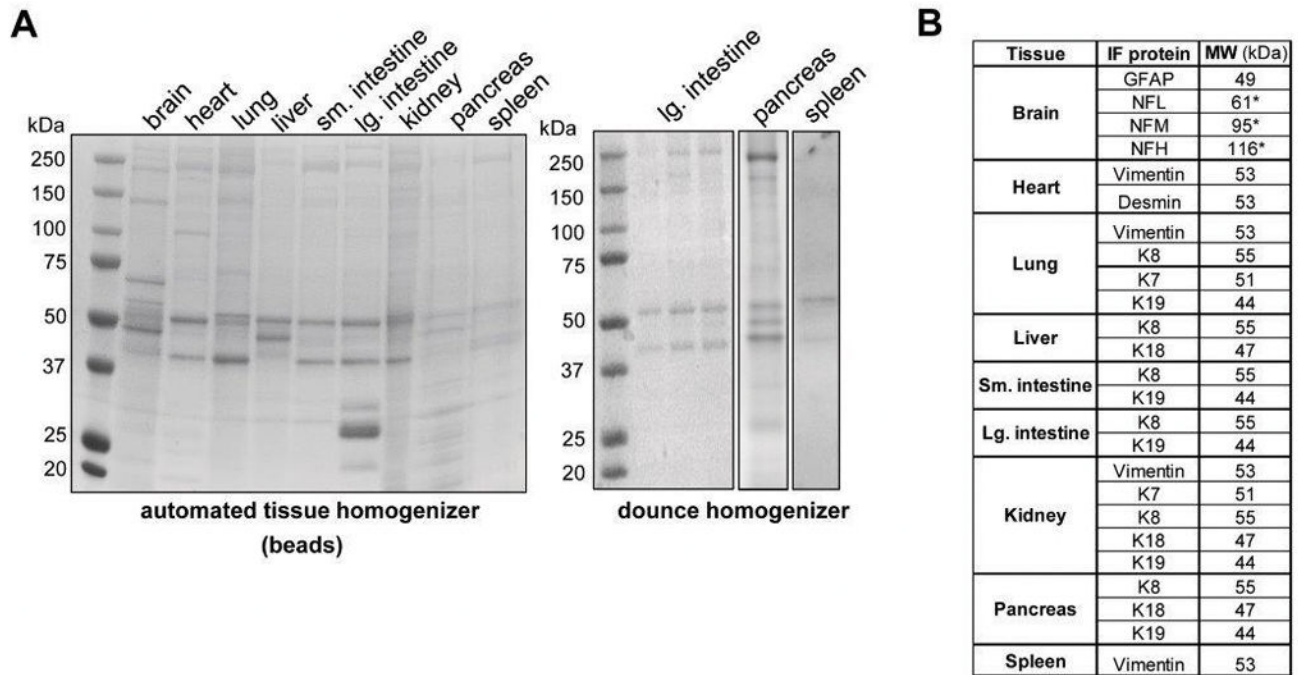 A
brain
heart
lung
liver
sm. intestine
lg. intestine
kidney
pancreas
spleen
kDa
250
150
100
75
50
37
25
20
automated tissue homogenizer
(beads)
lg. intestine
pancreas
spleen
kDa
250
150
100
75
50
37
25
20
dounce homogenizer
B
Tissue IF protein MW (kDa)
Brain GFAP 49
NFL 61*
NFM 95*
NFH 116*
Heart Vimentin 53
Desmin 53
Lung Vimentin 53
K8 55
K7 51
K19 44
Liver K8 55
K18 47
Sm. intestine K8 55
K19 44
Lg. intestine K8 55
K19 44
Kidney Vimentin 53
K7 51
K8 55
K18 47
K19 44
Pancreas K8 55
K18 47
K19 44
Spleen Vimentin 53